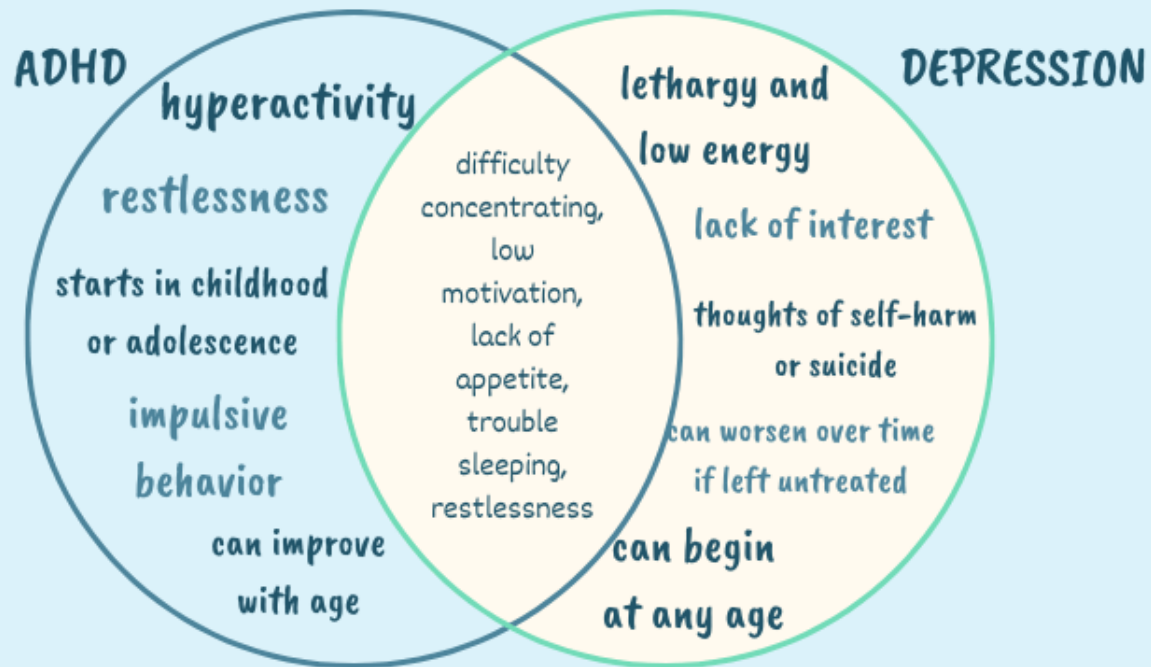 ADHD
hyperactivity
restlessness
starts in childhood
or adolescence
impulsive
behavior
can improve
with age
difficulty
concentrating,
low
motivation,
lack of
appetite,
trouble
sleeping,
restlessness
DEPRESSION
lethargy and
low energy
lack of interest
thoughts of self-harm
or suicide
can worsen over time
if left untreated
can begin
at any age